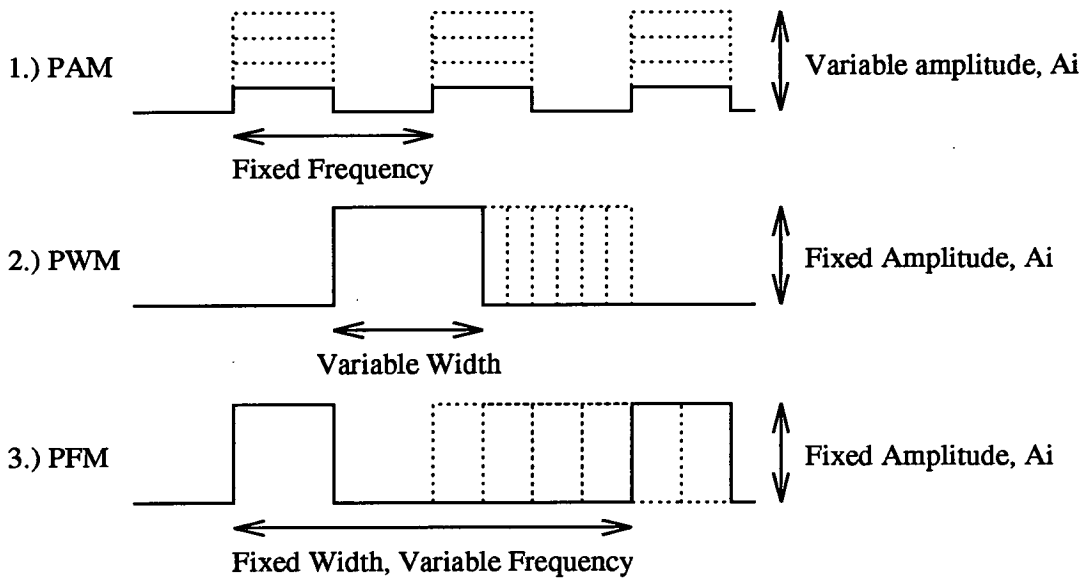 1.) PAM
Variable amplitude, Ai
Fixed Frequency
2.) PWM
Fixed Amplitude, Ai
Variable Width
3.) PFM
Fixed Amplitude, Ai
Fixed Width, Variable Frequency